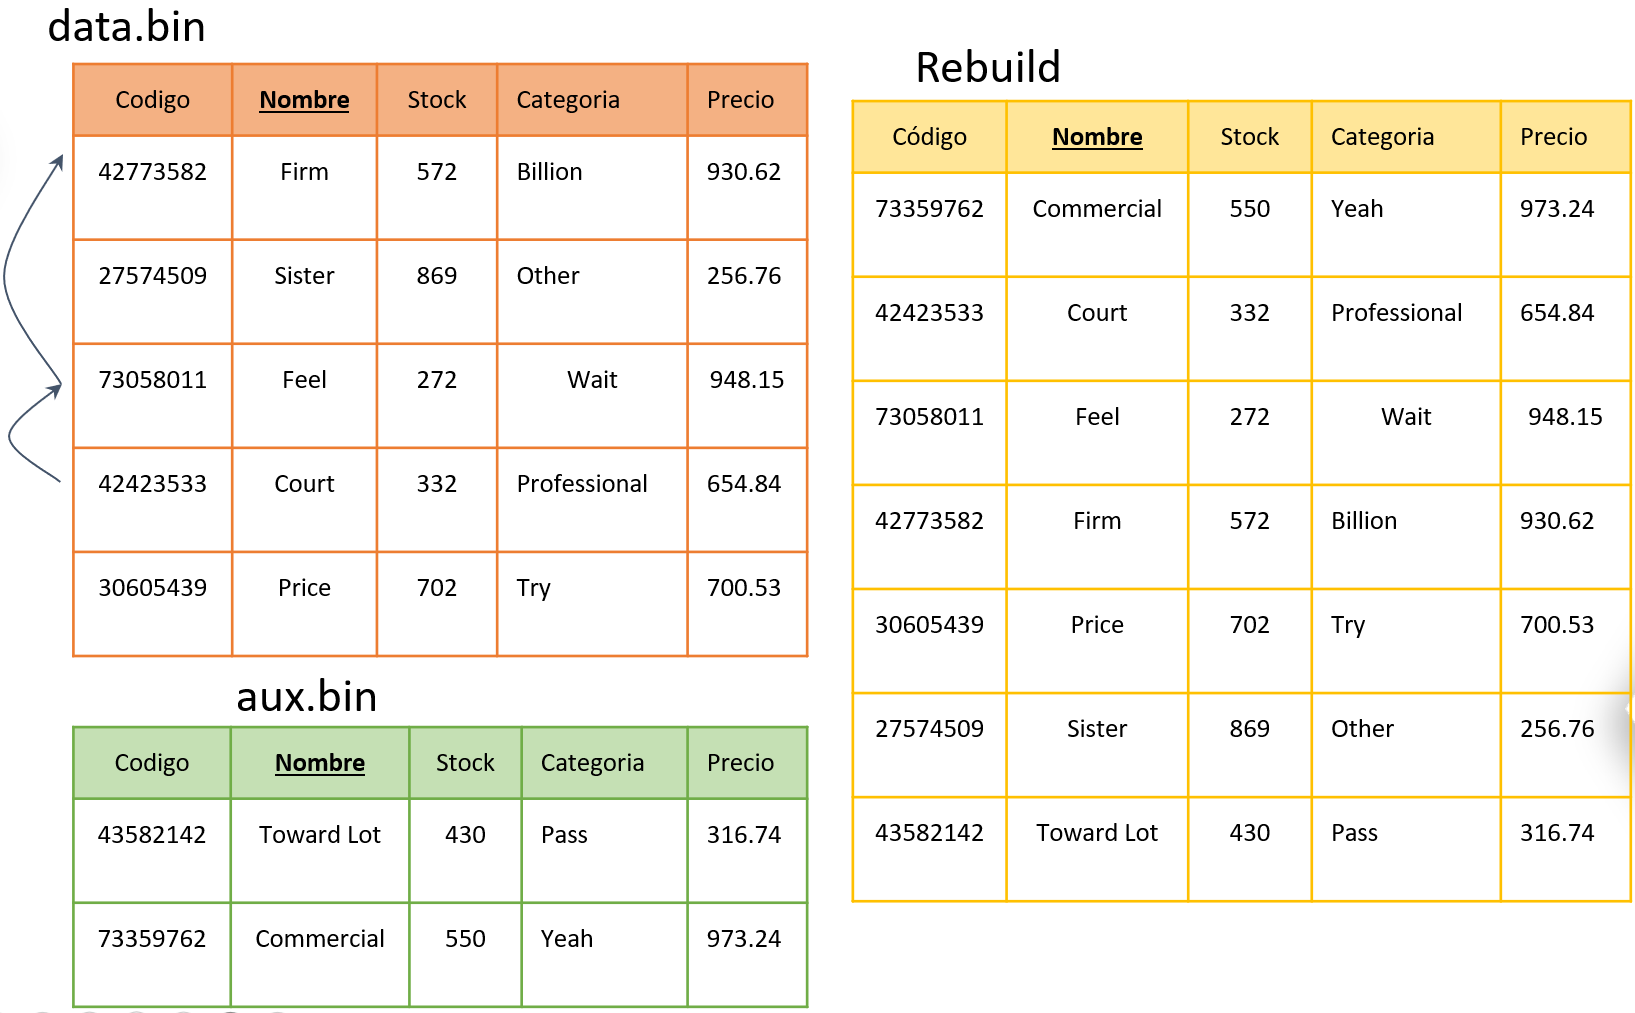 data.bin
Codigo Nombre Stock Categoria Precio
42773582 Firm 572 Billion 930.62
27574509 Sister 869 Other 256.76
73058011 Feel 272 Wait 948.15
42423533 Court 332 Professional 654.84
30605439 Price 702 Try 700.53
aux.bin
Codigo Nombre Stock Categoria Precio
43582142 Toward Lot 430 Pass 316.74
73359762 Commercial 550 Yeah 973.24
Rebuild
Código Nombre Stock Categoria Precio
73359762 Commercial 550 Yeah 973.24
42423533 Court 332 Professional 654.84
73058011 Feel 272 Wait 948.15
42773582 Firm 572 Billion 930.62
30605439 Price 702 Try 700.53
27574509 Sister 869 Other 256.76
43582142 Toward Lot 430 Pass 316.74